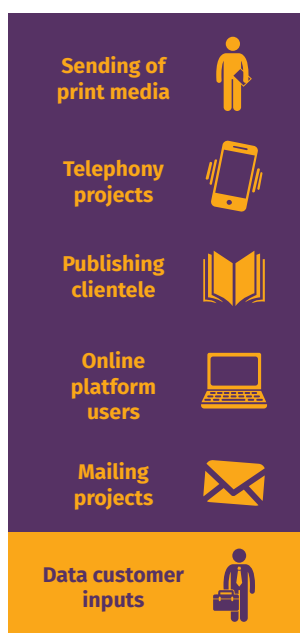 Sending of
print media
Telephony
projects
Publishing
clientele
Online
platform
users
Mailing
projects
Data customer
inputs